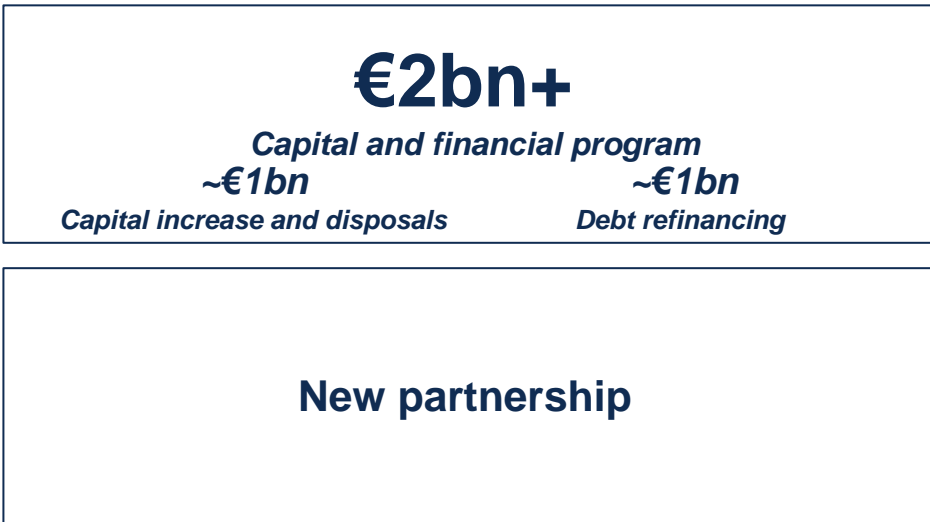 €2bn+
Capital and financial program
~€1bn ~€1bn
Capital increase and disposals Debt refinancing
New partnership